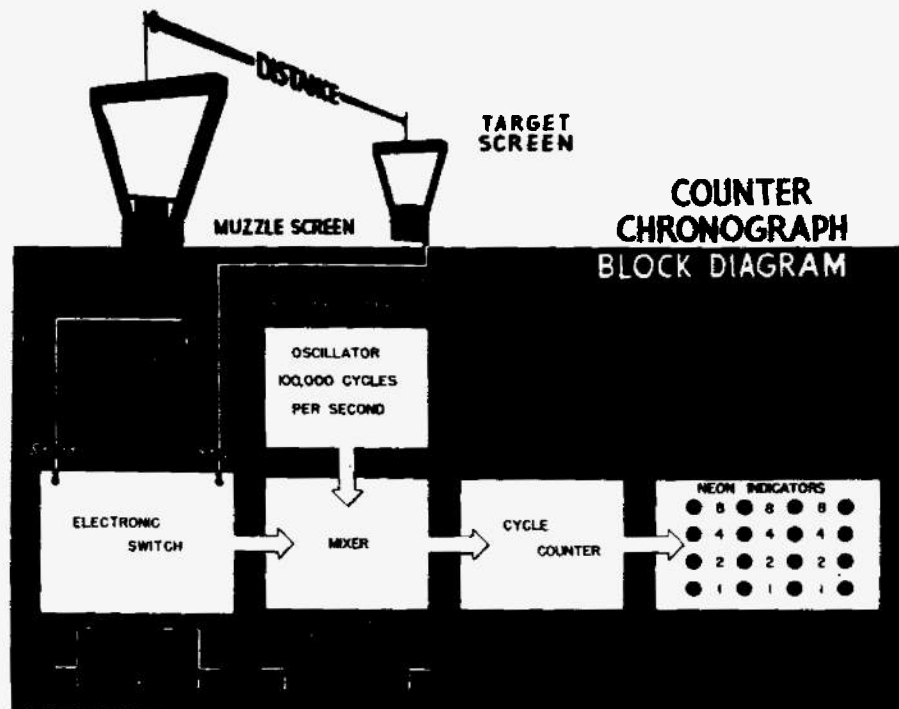 DISTANCE
TARGET
SCREEN
MUZZLE SCREEN
COUNTER
CHRONOGRAPH
BLOCK DIAGRAM
OSCILLATOR
100,000 CYCLES
PER SECOND
ELECTRONIC
SWITCH
MIXER
CYCLE
COUNTER
NEON INDICATORS
8 8 8
4 4 4
2 2 2
1 1 1